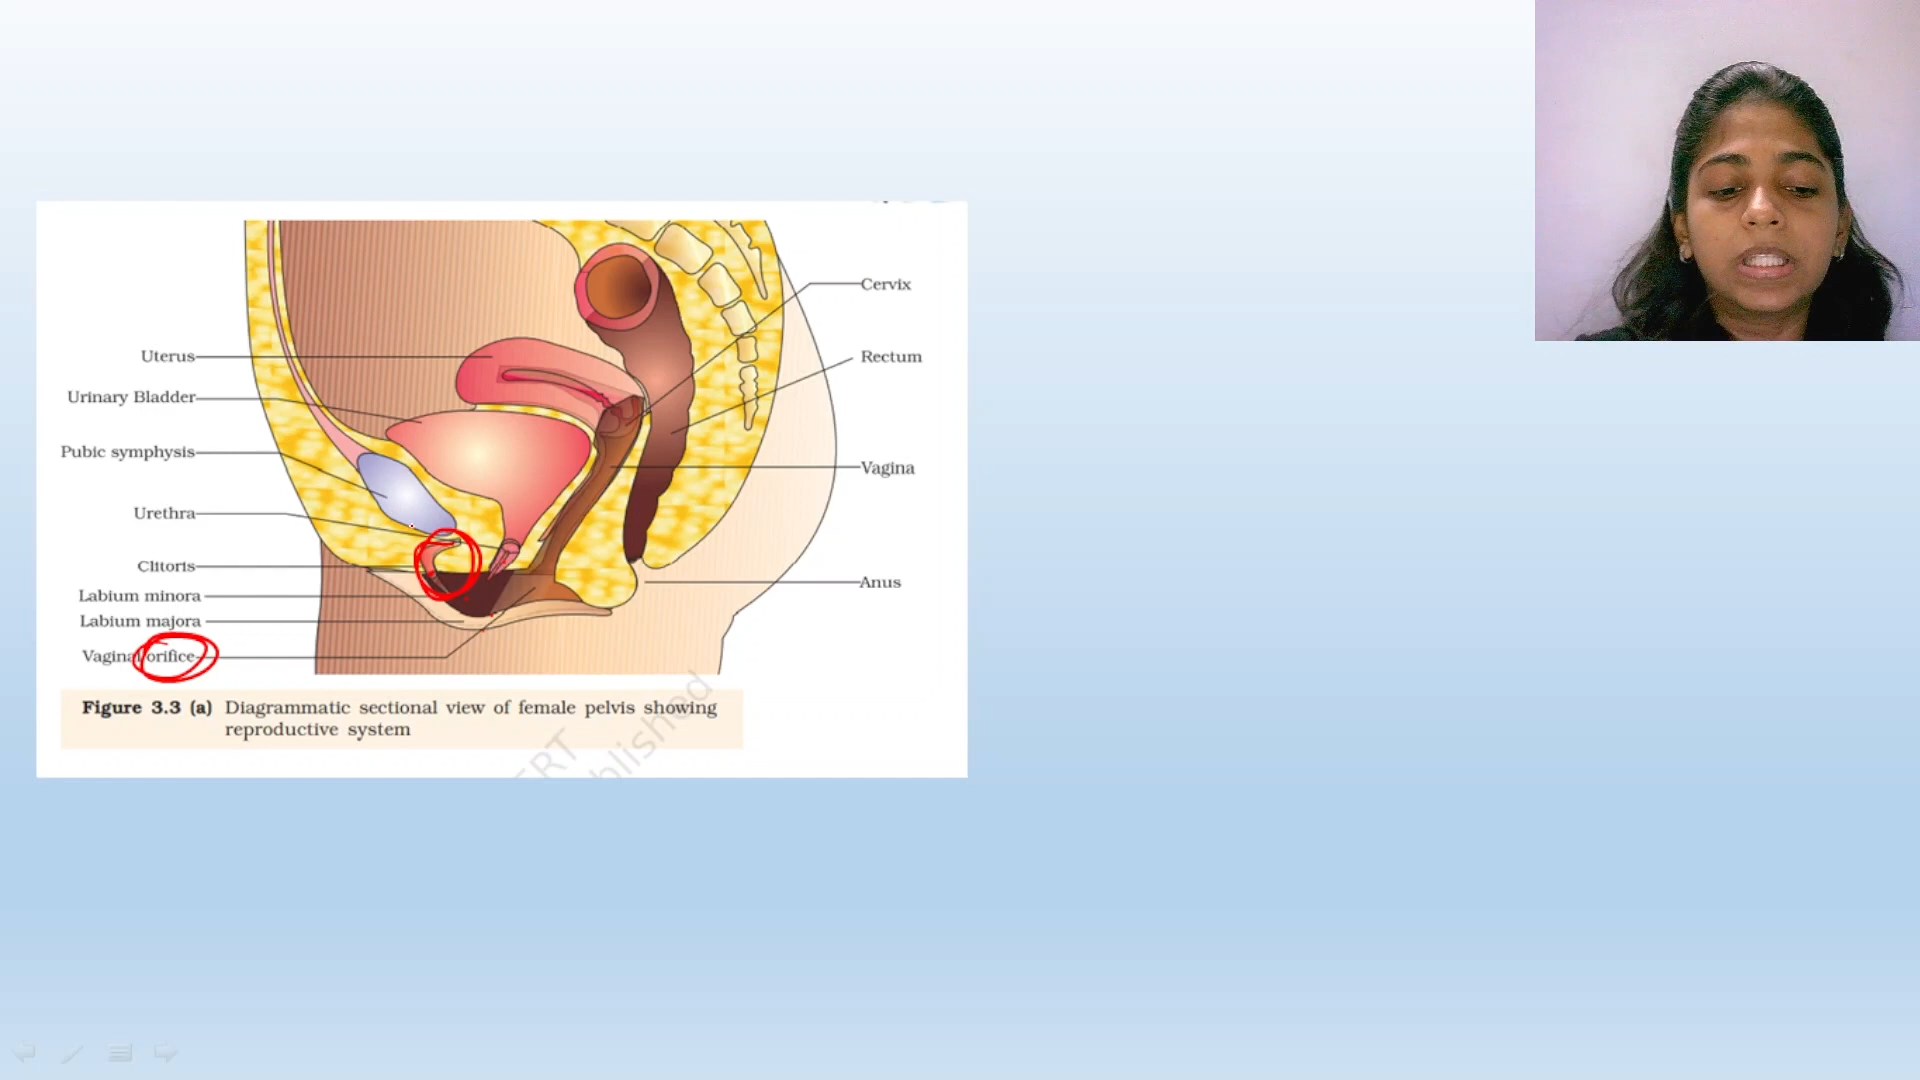 Cervix
Uterus
Rectum
Urinary Bladder
Pubic symphysis
Vagina
Urethra
Clitoris
Anus
Labium minora
Labium majora
Vaginal orifice
Figure 3.3 (a) Diagrammatic sectional view of female pelvis showing
reproductive system